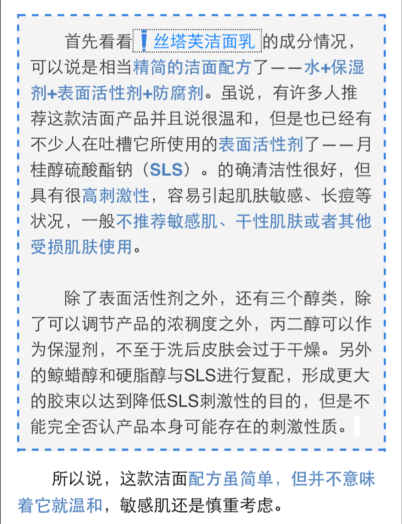 首先看看丝塔芙洁面乳的成分情况，
可以说是相当精简的洁面配方了——水+保湿
剂+表面活性剂+防腐剂。虽说，有许多人推
荐这款洁面产品并且说很温和，但是也已经有
不少人在吐槽它所使用的表面活性剂了——月
桂醇硫酸酯钠（SLS）。的确清洁性很好，但
具有很高刺激性，容易引起肌肤敏感、长痘等
状况，一般不推荐敏感肌、干性肌肤或者其他
受损肌肤使用。
除了表面活性剂之外，还有三个醇类，除
了可以调节产品的浓稠度之外，丙二醇可以作
为保湿剂，不至于洗后皮肤会过于干燥。另外
的鲸蜡醇和硬脂醇与SLS进行复配，形成更大
的胶束以达到降低SLS刺激性的目的，但是不
能完全否认产品本身可能存在的刺激性质。
所以说，这款洁面配方虽简单，但并不意味
着它就温和，敏感肌还是慎重考虑。